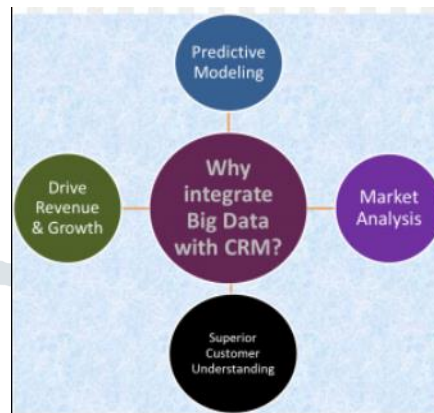 Predictive
Modeling
Why
integrate
Big Data
with CRM?
Drive
Revenue
& Growth
Market
Analysis
Superior
Customer
Understanding